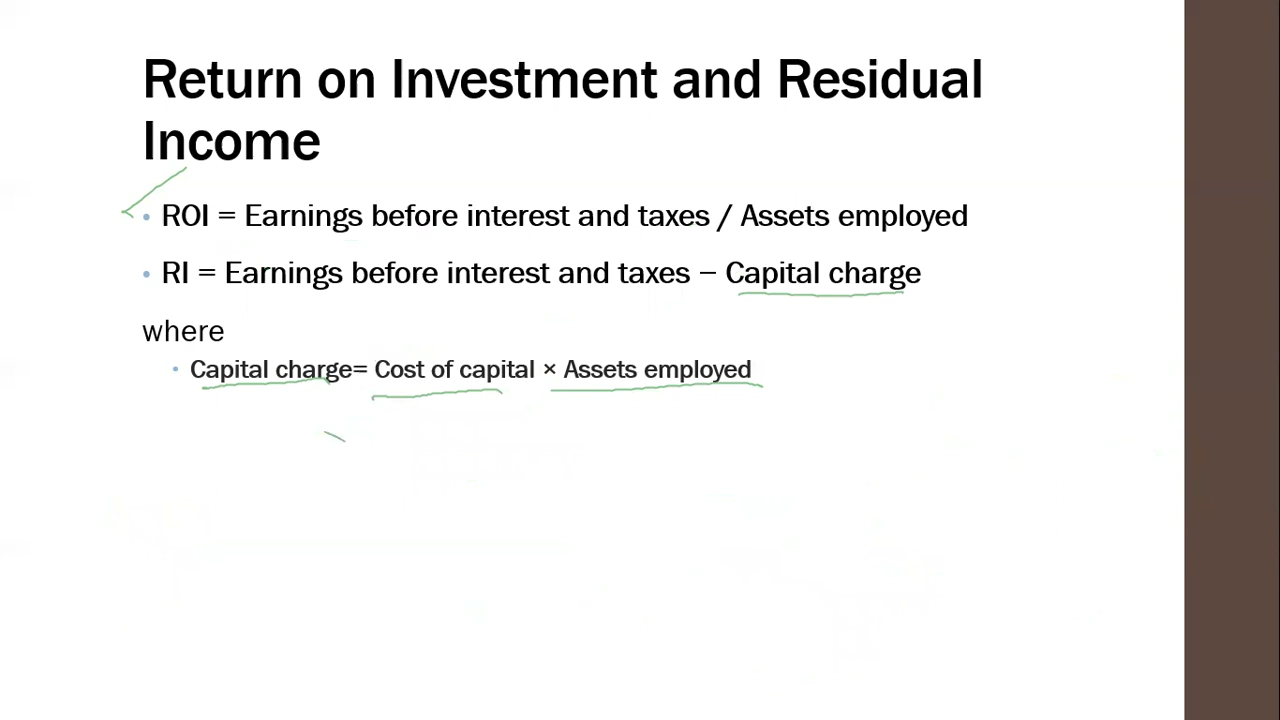 Return on Investment and Residual
Income
• ROI = Earnings before interest and taxes / Assets employed
• RI = Earnings before interest and taxes − Capital charge
where
• Capital charge= Cost of capital × Assets employed